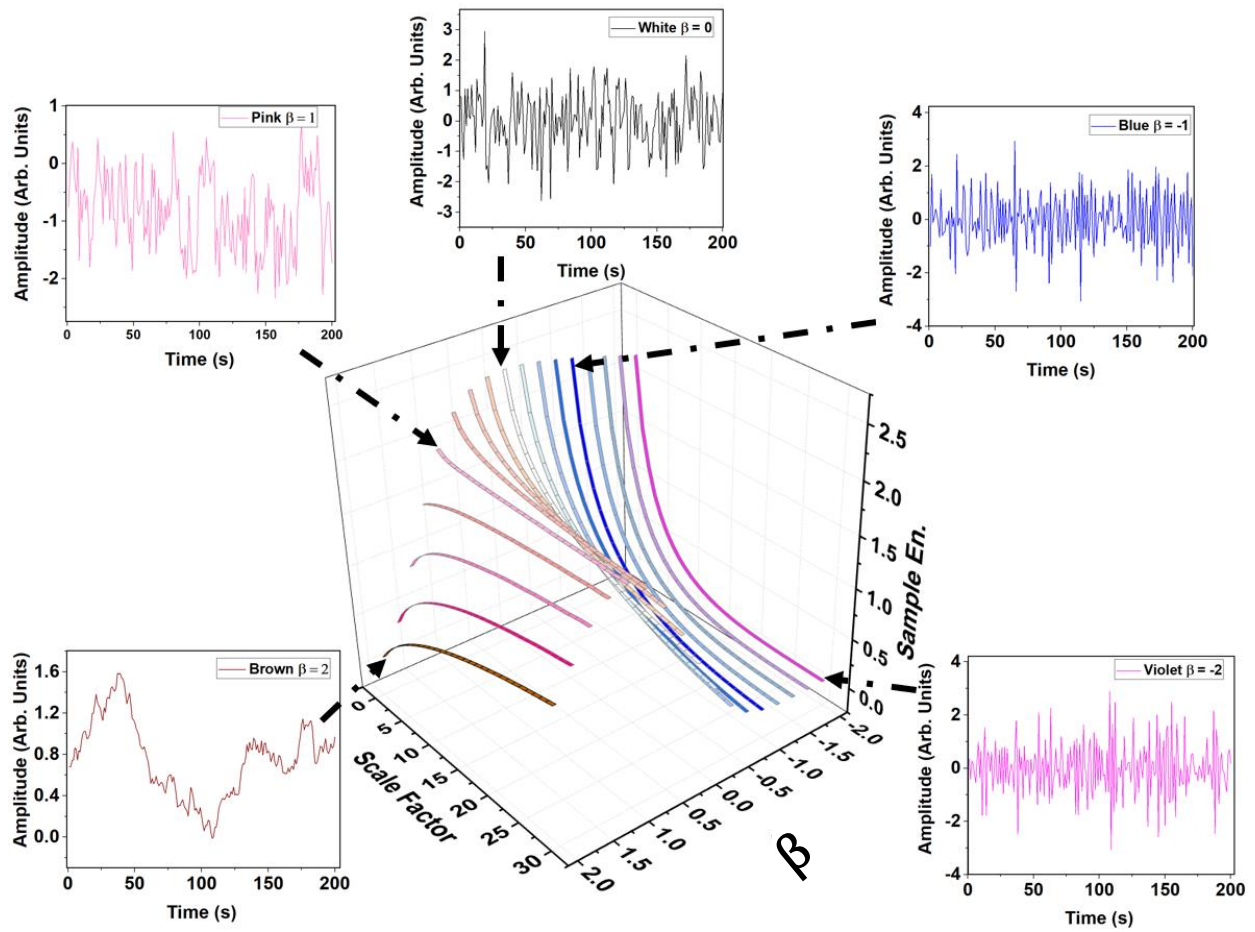 White β = 0
Amplitude (Arb. Units)
3
2
1
0
-1
-2
-3
0 50 100 150 200
Time (s)
Pink β = 1
Amplitude (Arb. Units)
1
0
-1
-2
0 50 100 150 200
Time (s)
Blue β = -1
Amplitude (Arb. Units)
4
2
0
-2
-4
0 50 100 150 200
Time (s)
Sample En.
2.5
2.0
1.5
1.0
0.5
0.0
Scale Factor
0 5 10 15 20 25 30
β
2.0 1.5 1.0 0.5 0.0 -0.5 -1.0 -1.5 -2.0
Brown β = 2
Amplitude (Arb. Units)
1.6
1.2
0.8
0.4
0.0
0 50 100 150 200
Time (s)
Violet β = -2
Amplitude (Arb. Units)
4
2
0
-2
-4
0 50 100 150 200
Time (s)